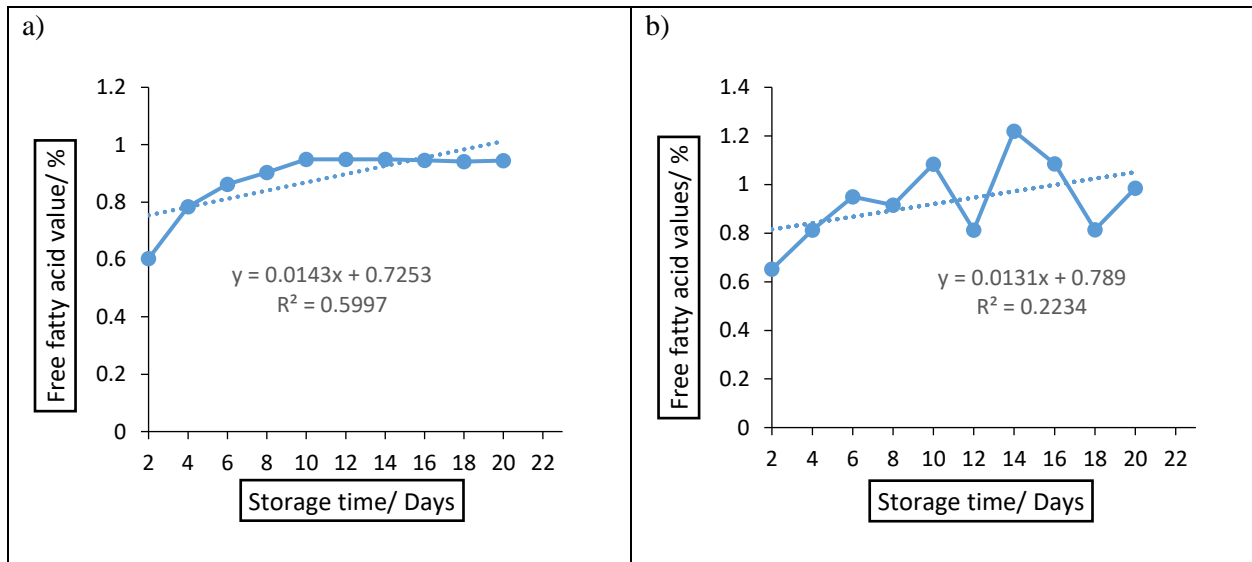 a)
Free fatty acid value/ %
1.2
1
0.8
0.6
0.4
0.2
0
y = 0.0143x + 0.7253
R² = 0.5997
2 4 6 8 10 12 14 16 18 20 22
Storage time/ Days
b)
Free fatty acid values/ %
1.4
1.2
1
0.8
0.6
0.4
0.2
0
y = 0.0131x + 0.789
R² = 0.2234
2 4 6 8 10 12 14 16 18 20 22
Storage time/ Days